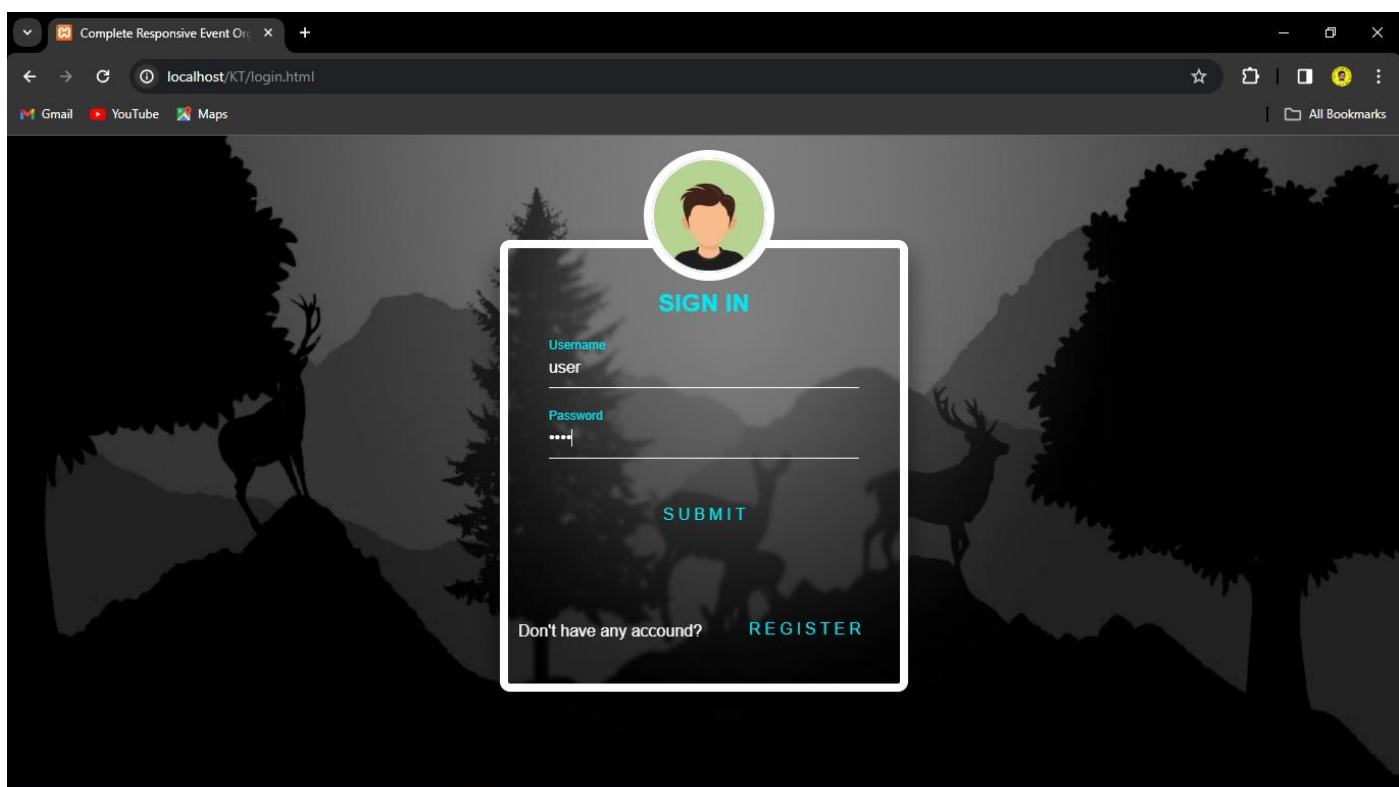 Complete Responsive Event Or
localhost/KT/login.html
Gmail YouTube Maps All Bookmarks
SIGN IN
Username
user
Password
••••
SUBMIT
Don't have any accound? REGISTER